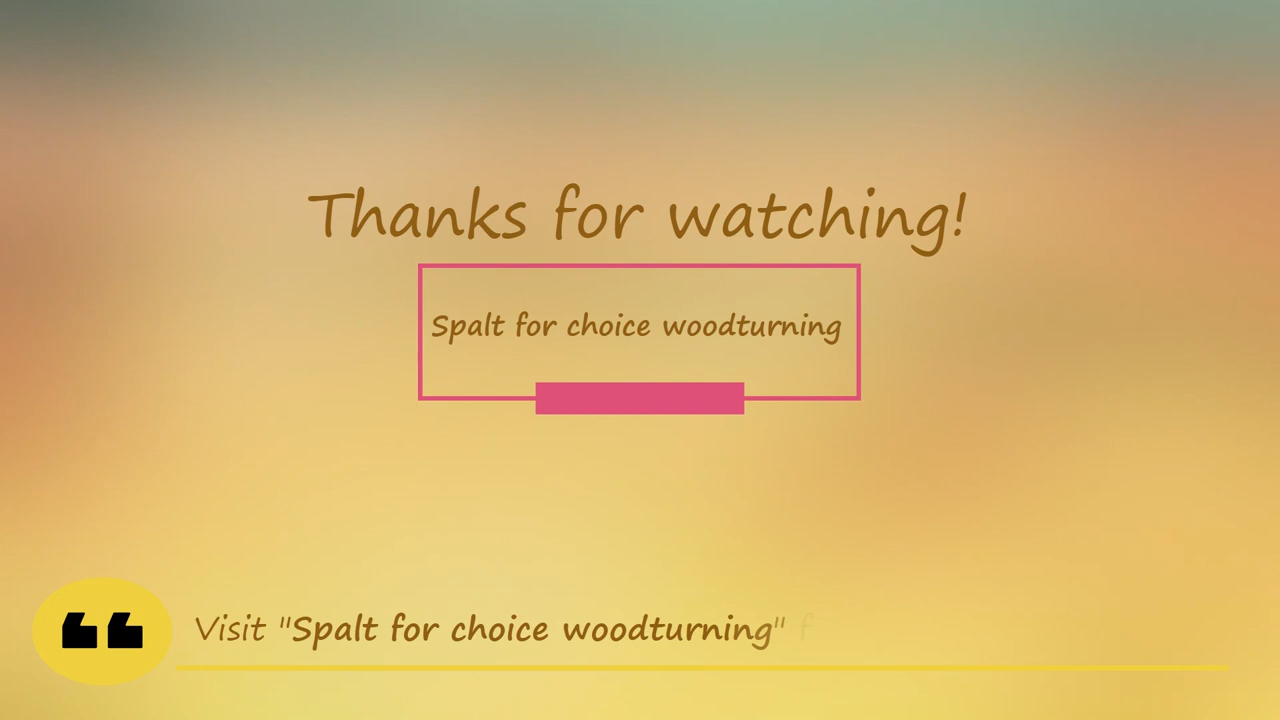 Thanks for watching!
Spalt for choice woodturning
Visit "Spalt for choice woodturning"